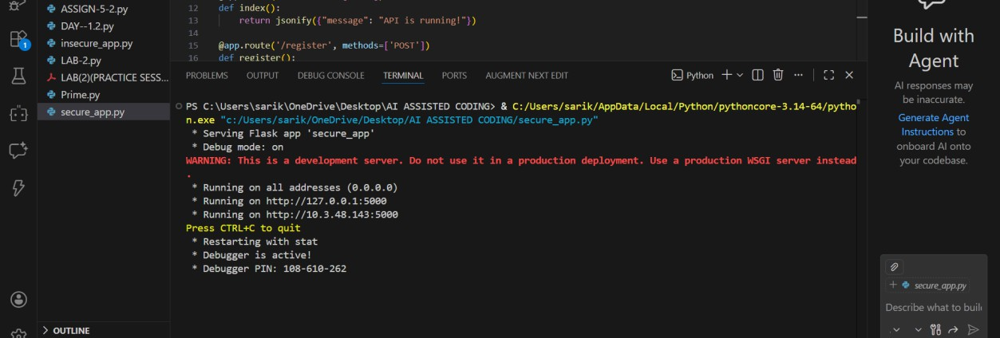 ASSIGN-5-2.py
DAY--1.2.py
insecure_app.py
LAB-2.py
LAB(2)(PRACTICE SESS...
Prime.py
secure_app.py
OUTLINE
1
12 def index():
13 return jsonify({"message": "API is running!"})
14
15 @app.route('/register', methods=['POST'])
16 def register():
PROBLEMS OUTPUT DEBUG CONSOLE TERMINAL PORTS AUGMENT NEXT EDIT Python
PS C:\Users\sarik\OneDrive\Desktop\AI ASSISTED CODING> & C:/Users/sarik/AppData/Local/Python/pythoncore-3.14-64/pytho
n.exe "c:/Users/sarik/OneDrive/Desktop/AI ASSISTED CODING/secure_app.py"
* Serving Flask app 'secure_app'
* Debug mode: on
WARNING: This is a development server. Do not use it in a production deployment. Use a production WSGI server instead
.
* Running on all addresses (0.0.0.0)
* Running on http://127.0.0.1:5000
* Running on http://10.3.48.143:5000
Press CTRL+C to quit
* Restarting with stat
* Debugger is active!
* Debugger PIN: 108-610-262
Build with
Agent
AI responses may
be inaccurate.
Generate Agent
Instructions to
onboard AI onto
your codebase.
secure_app.py
Describe what to buil